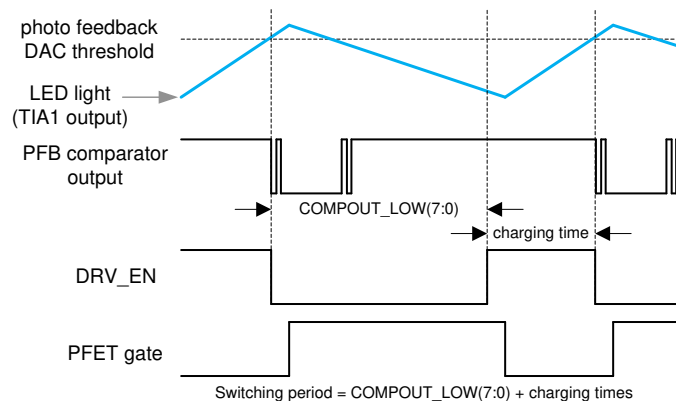 photo feedback
DAC threshold
LED light
(TIA1 output)
PFB comparator
output
COMPOUT_LOW(7:0)
charging time
DRV_EN
PFET gate
Switching period = COMPOUT_LOW(7:0) + charging times